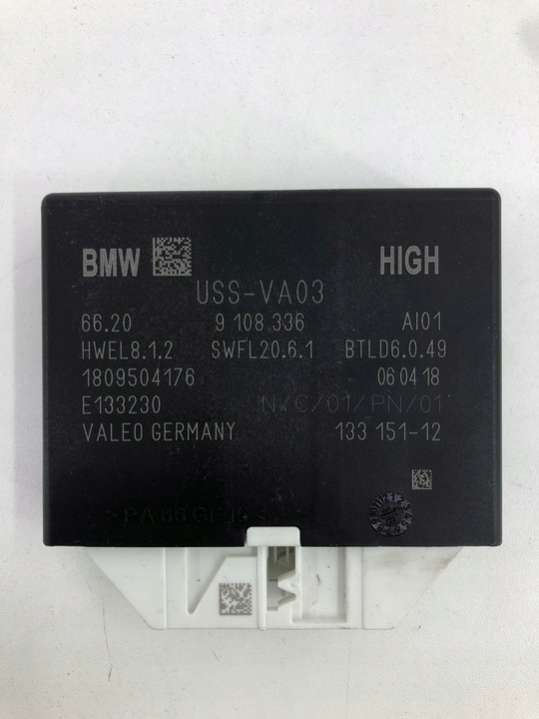 BMW HIGH
USS-VA03
66.20 9 108 336 AI01
HWEL8.1.2 SWFL20.6.1 BTLD6.0.49
1809504176 06 04 18
E133230 N/C/01/PN/01
VALEO GERMANY 133 151-12